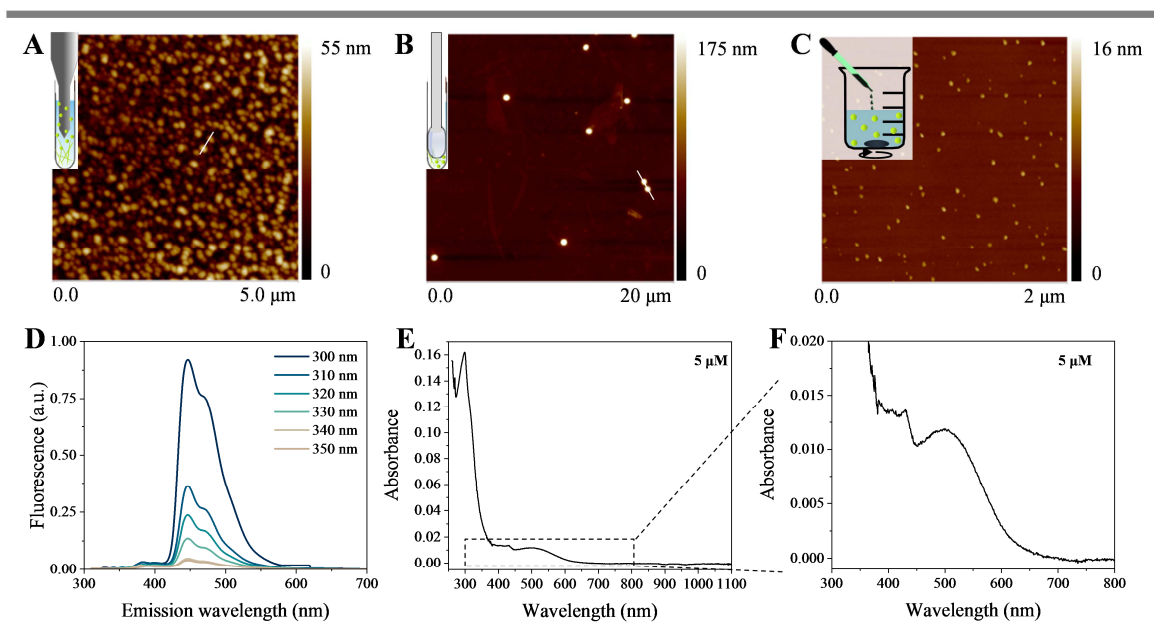 A
55 nm
0
0.0
5.0 µm
B
175 nm
0
0.0
20 µm
C
16 nm
0
0.0
2 µm
D
1.00
0.75
0.50
0.25
0.00
300
400
500
600
700
Fluorescence (a.u.)
Emission wavelength (nm)
300 nm
310 nm
320 nm
330 nm
340 nm
350 nm
E
5 µM
0.16
0.14
0.12
0.10
0.08
0.06
0.04
0.02
0.00
300 400 500 600 700 800 900 1000 1100
Absorbance
Wavelength (nm)
F
5 µM
0.020
0.015
0.010
0.005
0.000
300
400
500
600
700
800
Absorbance
Wavelength (nm)